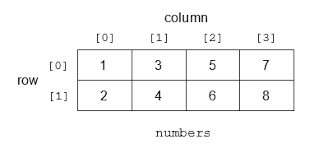 column
[0] [1] [2] [3]
[0] 1 3 5 7
row
[1] 2 4 6 8
numbers